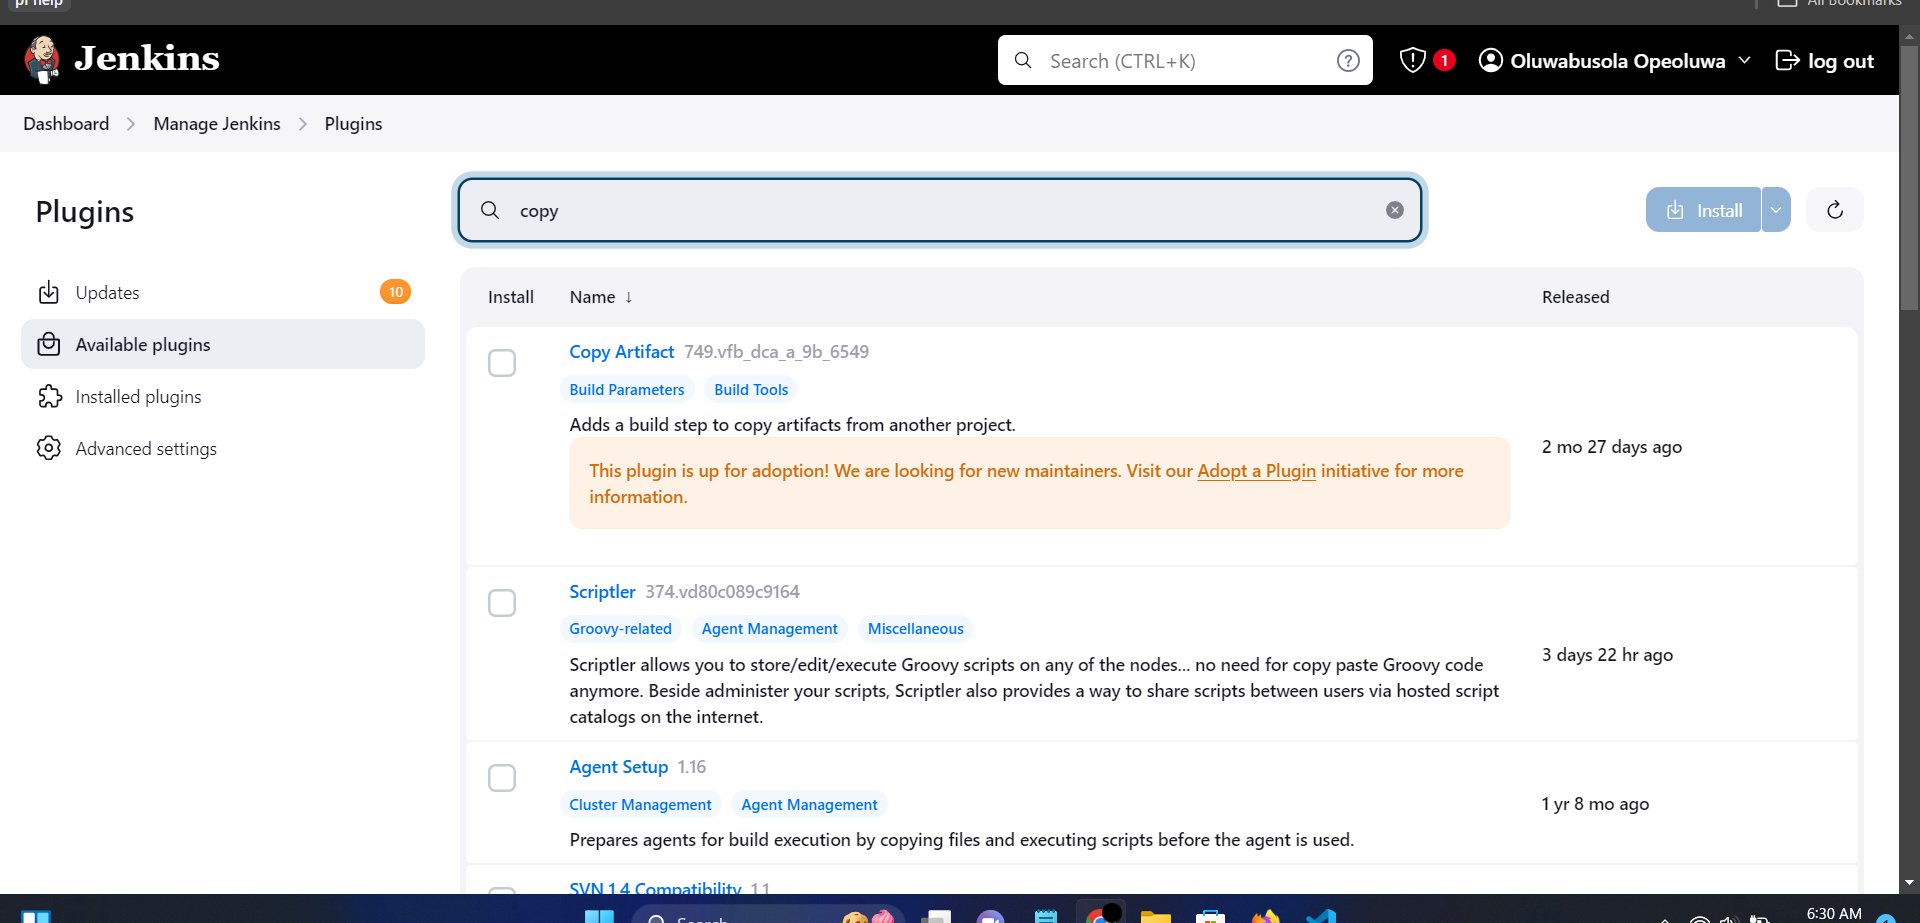 pf help
All Bookmarks
Jenkins
Search (CTRL+K)
?
1
Oluwabusola Opeoluwa
log out
Dashboard > Manage Jenkins > Plugins
Plugins
copy
Install
Updates
10
Available plugins
Installed plugins
Advanced settings
Install Name ↓ Released
Copy Artifact 749.vfb_dca_a_9b_6549
Build Parameters Build Tools
Adds a build step to copy artifacts from another project.
This plugin is up for adoption! We are looking for new maintainers. Visit our Adopt a Plugin initiative for more
information.
2 mo 27 days ago
Scriptler 374.vd80c089c9164
Groovy-related Agent Management Miscellaneous
Scriptler allows you to store/edit/execute Groovy scripts on any of the nodes... no need for copy paste Groovy code
anymore. Beside administer your scripts, Scriptler also provides a way to share scripts between users via hosted script
catalogs on the internet.
3 days 22 hr ago
Agent Setup 1.16
Cluster Management Agent Management
Prepares agents for build execution by copying files and executing scripts before the agent is used.
1 yr 8 mo ago
SVN 1.4 Compatibility 1.1
Search
6:30 AM